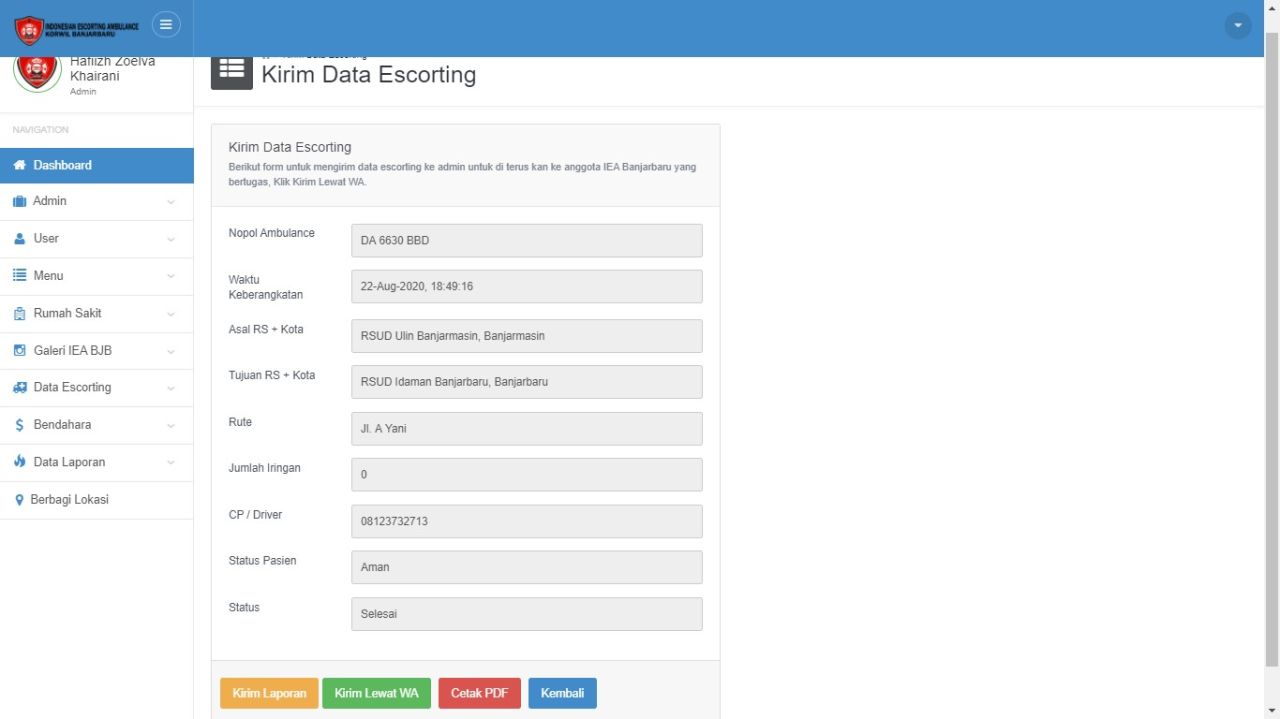 INDONESIAN ESCORTING AMBULANCE
KORWIL BANJARBARU
Hafiizh Zoelva
Khairani
Admin
NAVIGATION
Dashboard
Admin
User
Menu
Rumah Sakit
Galeri IEA BJB
Data Escorting
Bendahara
Data Laporan
Berbagi Lokasi
Kirim Data Escorting
Kirim Data Escorting
Berikut form untuk mengirim data escorting ke admin untuk di terus kan ke anggota IEA Banjarbaru yang
bertugas, Klik Kirim Lewat WA.
Nopol Ambulance
DA 6630 BBD
Waktu
Keberangkatan
22-Aug-2020, 18:49:16
Asal RS + Kota
RSUD Ulin Banjarmasin, Banjarmasin
Tujuan RS + Kota
RSUD Idaman Banjarbaru, Banjarbaru
Rute
Jl. A Yani
Jumlah Iringan
0
CP / Driver
08123732713
Status Pasien
Aman
Status
Selesai
Kirim Laporan
Kirim Lewat WA
Cetak PDF
Kembali